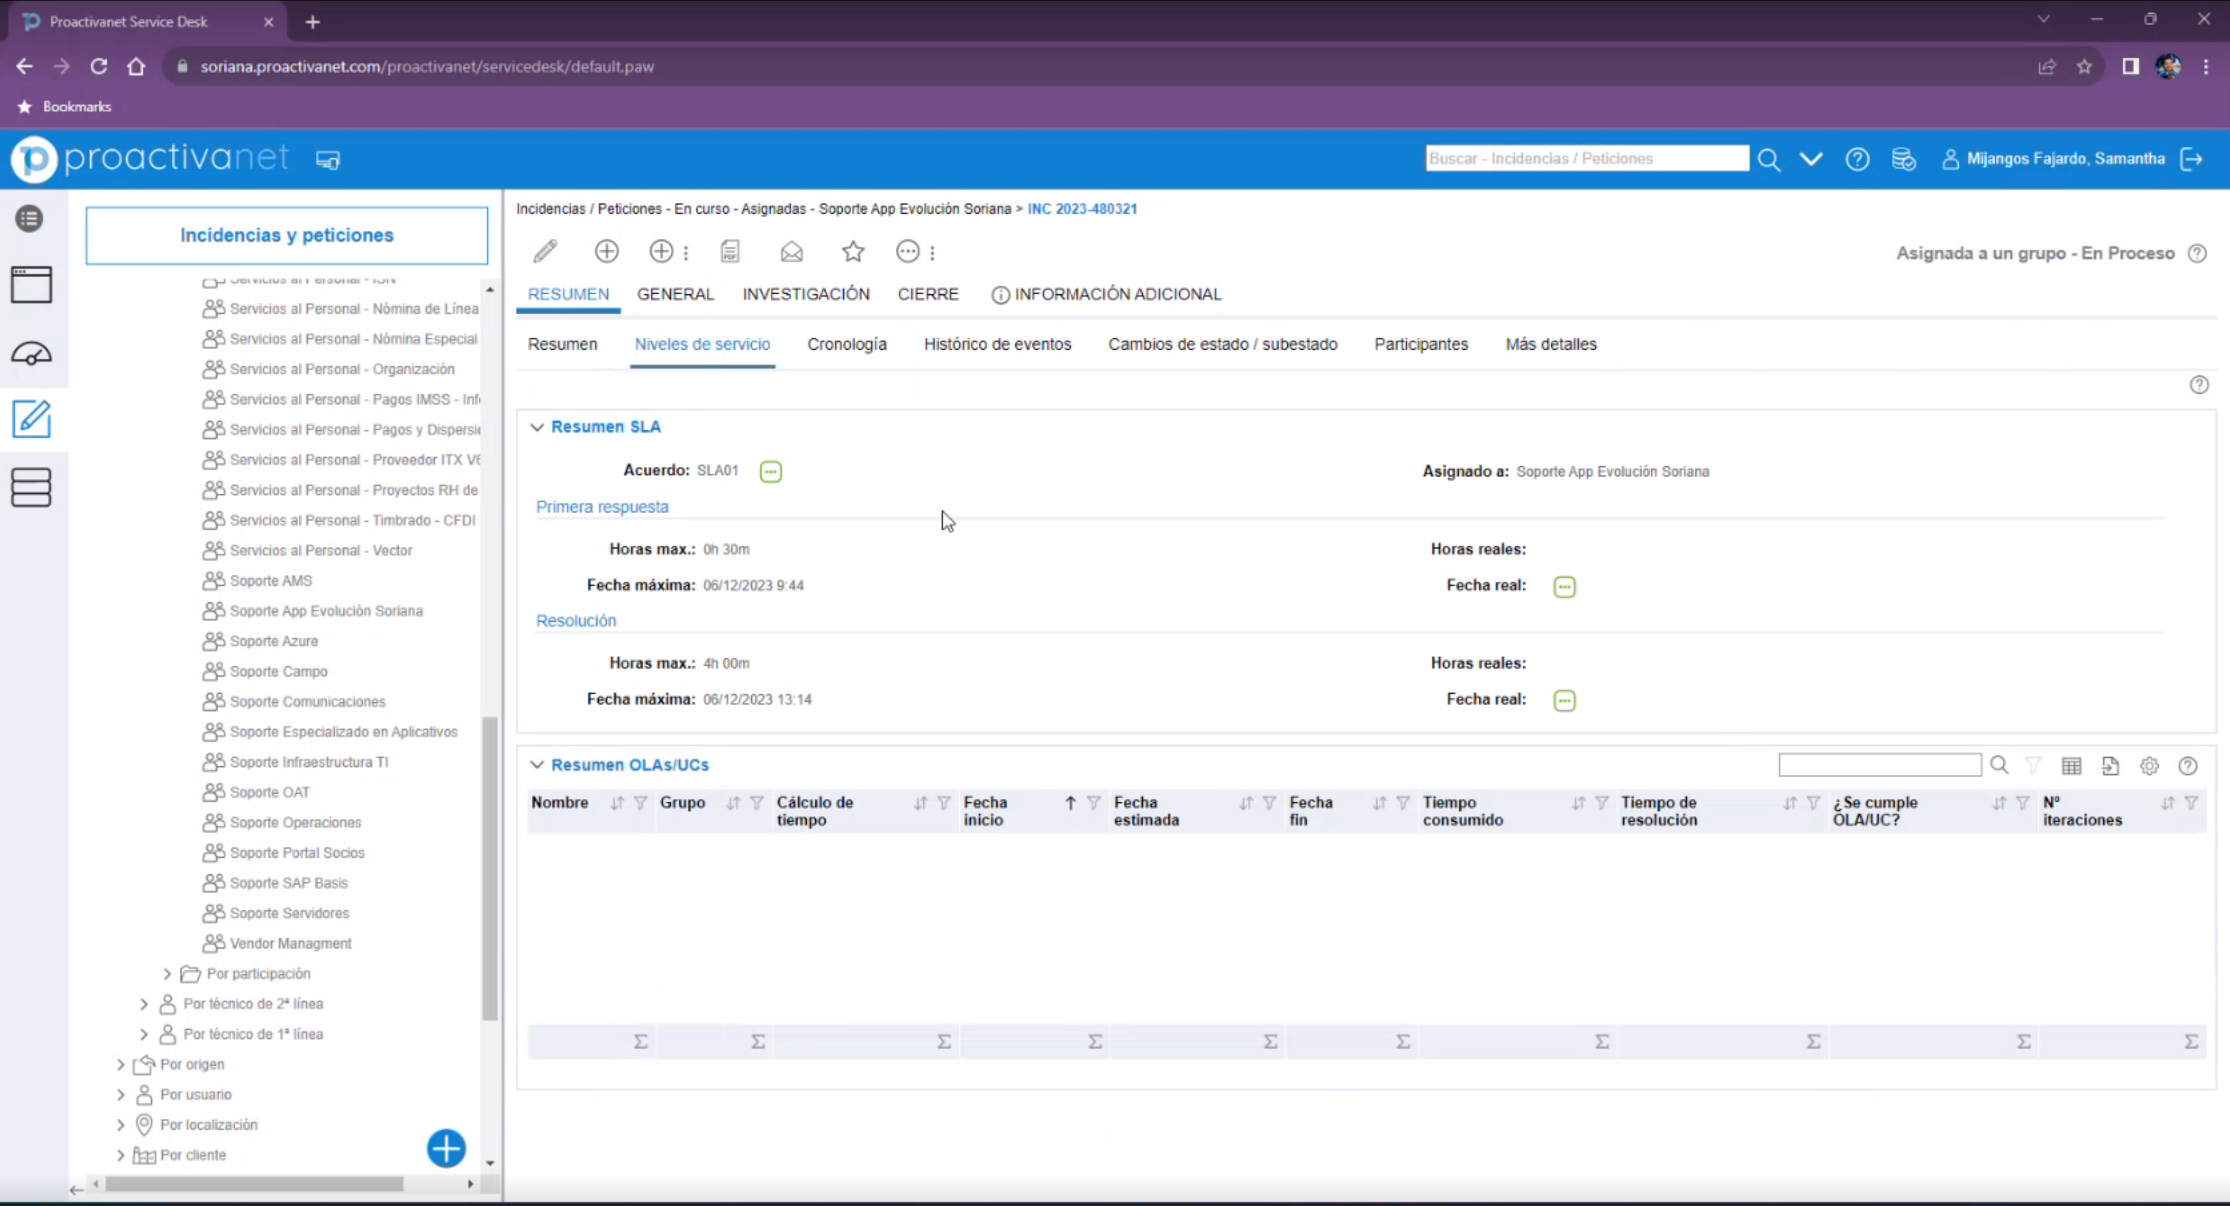 Proactivanet Service Desk
soriana.proactivanet.com/proactivanet/servicedesk/default.paw
Bookmarks
proactivanet
Buscar - Incidencias / Peticiones
Mijangos Fajardo, Samantha
Incidencias y peticiones
Servicios al Personal - ISN
Servicios al Personal - Nómina de Línea
Servicios al Personal - Nómina Especial
Servicios al Personal - Organización
Servicios al Personal - Pagos IMSS - Inf
Servicios al Personal - Pagos y Dispersi
Servicios al Personal - Proveedor ITX V6
Servicios al Personal - Proyectos RH de
Servicios al Personal - Timbrado - CFDI
Servicios al Personal - Vector
Soporte AMS
Soporte App Evolución Soriana
Soporte Azure
Soporte Campo
Soporte Comunicaciones
Soporte Especializado en Aplicativos
Soporte Infraestructura TI
Soporte OAT
Soporte Operaciones
Soporte Portal Socios
Soporte SAP Basis
Soporte Servidores
Vendor Managment
Por participación
Por técnico de 2ª línea
Por técnico de 1ª línea
Por origen
Por usuario
Por localización
Por cliente
Incidencias / Peticiones - En curso - Asignadas - Soporte App Evolución Soriana > INC 2023-480321
Asignada a un grupo - En Proceso
RESUMEN GENERAL INVESTIGACIÓN CIERRE INFORMACIÓN ADICIONAL
Resumen Niveles de servicio Cronología Histórico de eventos Cambios de estado / subestado Participantes Más detalles
Resumen SLA
Acuerdo: SLA01 Asignado a: Soporte App Evolución Soriana
Primera respuesta
Horas max.: 0h 30m Horas reales:
Fecha máxima: 06/12/2023 9:44 Fecha real:
Resolución
Horas max.: 4h 00m Horas reales:
Fecha máxima: 06/12/2023 13:14 Fecha real:
Resumen OLAs/UCs
Nombre Grupo Cálculo de tiempo Fecha inicio Fecha estimada Fecha fin Tiempo consumido Tiempo de resolución ¿Se cumple OLA/UC? Nº iteraciones
Σ Σ Σ Σ Σ Σ Σ Σ Σ Σ